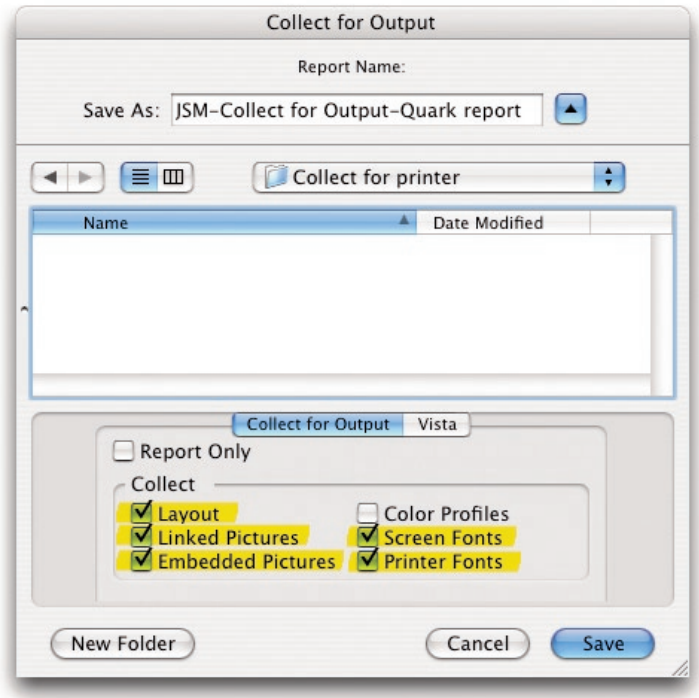 Collect for Output
Report Name:
Save As: JSM-Collect for Output-Quark report
Collect for printer
Name Date Modified
Collect for Output Vista
Report Only
Collect
Layout Color Profiles
Linked Pictures Screen Fonts
Embedded Pictures Printer Fonts
New Folder Cancel Save